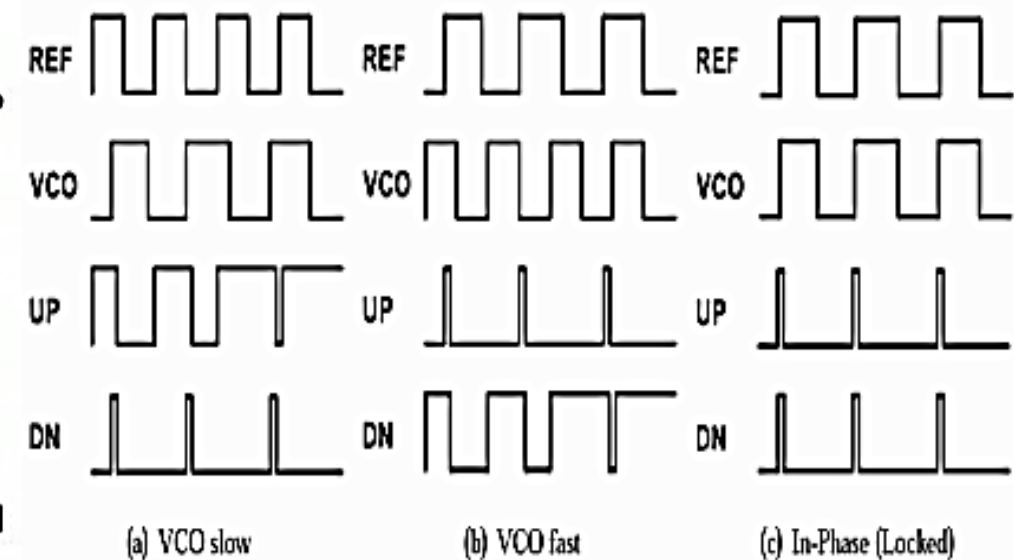 REF REF REF
VCO VCO VCO
UP UP UP
DN DN DN
(a) VCO slow (b) VCO fast (c) In-Phase (Locked)